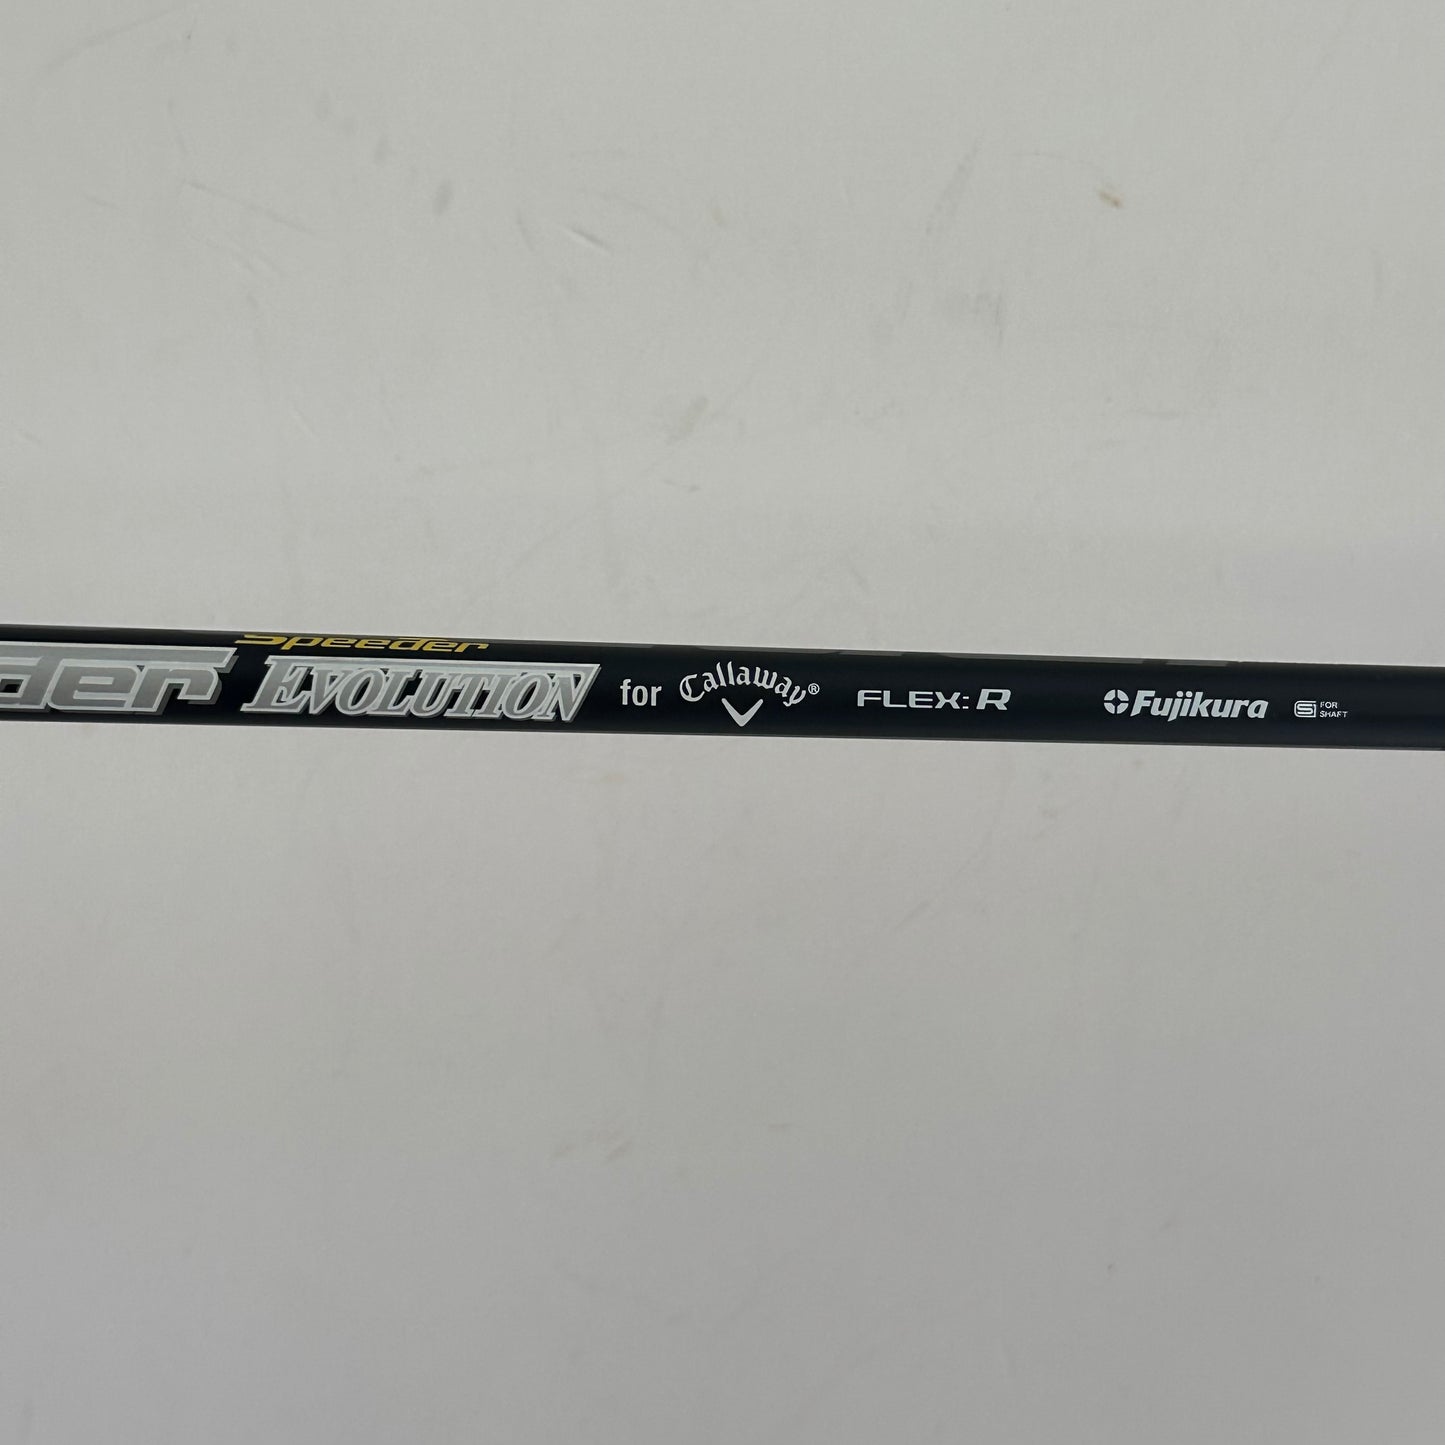 der Speeder EVOLUTION for Callaway® FLEX: R Fujikura S FOR SHAFT